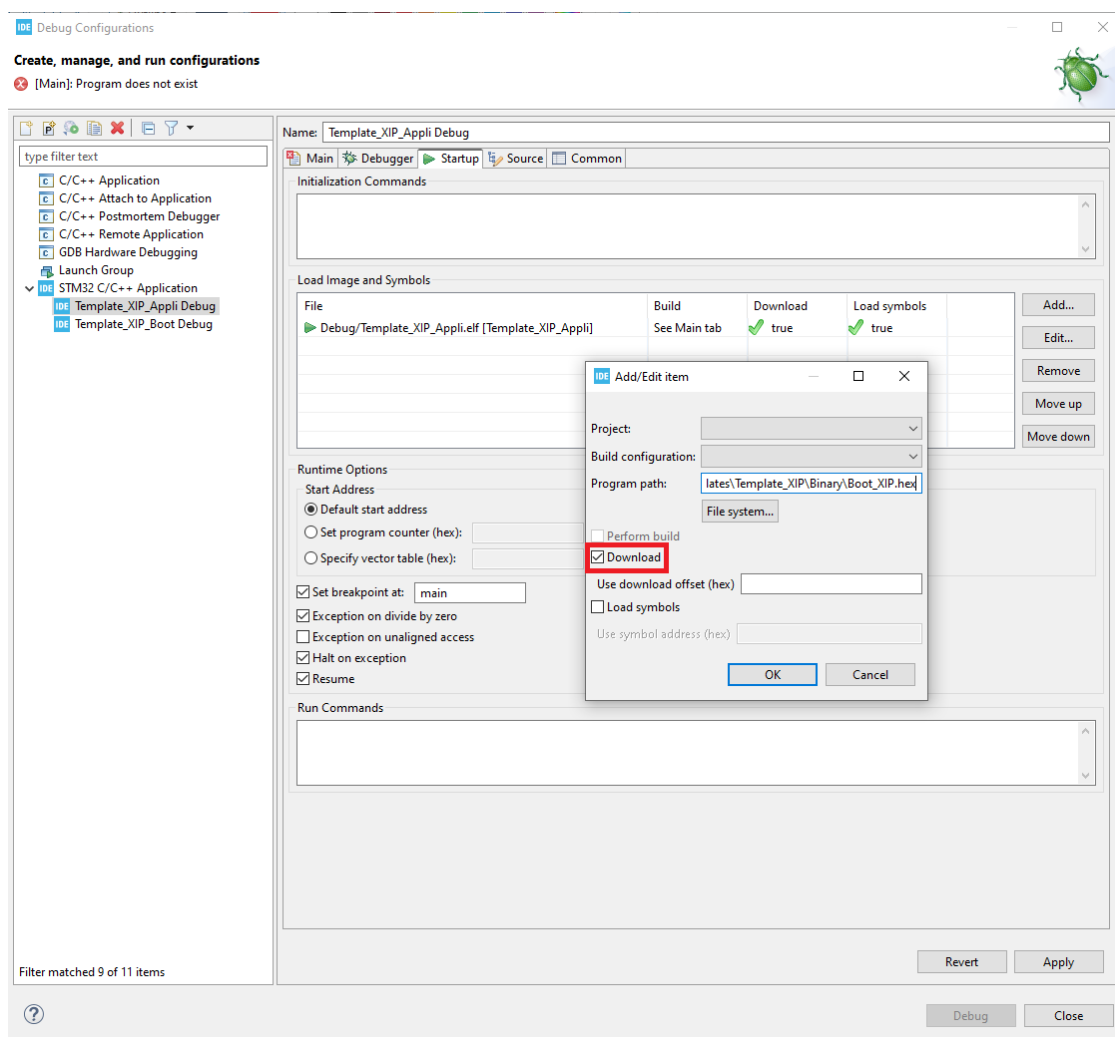 IDE Debug Configurations
Create, manage, and run configurations
[Main]: Program does not exist
type filter text
C/C++ Application
C/C++ Attach to Application
C/C++ Postmortem Debugger
C/C++ Remote Application
GDB Hardware Debugging
Launch Group
IDE STM32 C/C++ Application
IDE Template_XIP_Appli Debug
IDE Template_XIP_Boot Debug
Filter matched 9 of 11 items
Name: Template_XIP_Appli Debug
Main Debugger Startup Source Common
Initialization Commands
Load Image and Symbols
File Build Download Load symbols
Debug/Template_XIP_Appli.elf [Template_XIP_Appli] See Main tab true true
Add...
Edit...
Remove
Move up
Move down
Runtime Options
Start Address
Default start address
Set program counter (hex):
Specify vector table (hex):
Set breakpoint at: main
Exception on divide by zero
Exception on unaligned access
Halt on exception
Resume
IDE Add/Edit item
Project:
Build configuration:
Program path: lates\Template_XIP\Binary\Boot_XIP.hex
File system...
Perform build
Download
Use download offset (hex)
Load symbols
Use symbol address (hex)
OK Cancel
Run Commands
Revert Apply
? Debug Close